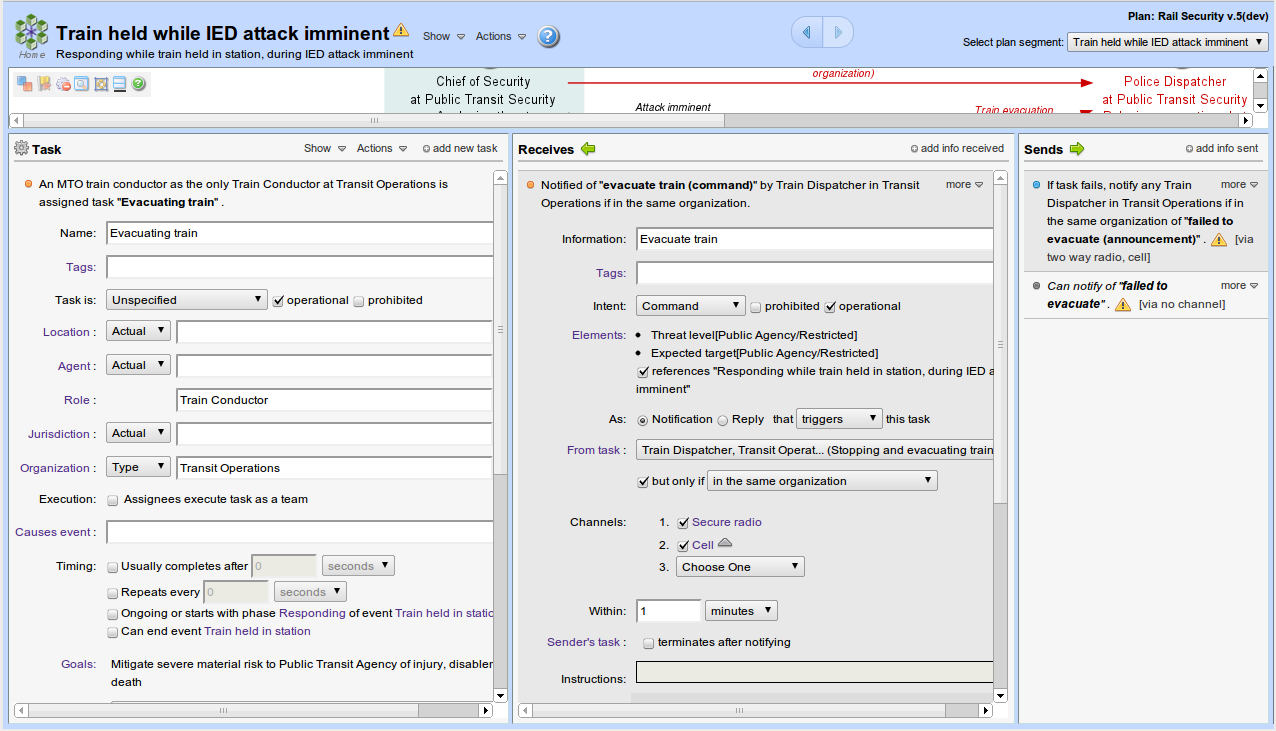 Train held while IED attack imminent
Show
Actions
?
Home
Responding while train held in station, during IED attack imminent
Plan: Rail Security v.5(dev)
Select plan segment:
Train held while IED attack imminent
Chief of Security
at Public Transit Security
organization)
Attack imminent
Train evacuation
Police Dispatcher
at Public Transit Security
Task
Show
Actions
add new task
An MTO train conductor as the only Train Conductor at Transit Operations is
assigned task "Evacuating train" .
Name: Evacuating train
Tags:
Task is: Unspecified operational prohibited
Location : Actual
Agent : Actual
Role : Train Conductor
Jurisdiction : Actual
Organization : Type Transit Operations
Execution: Assignees execute task as a team
Causes event :
Timing: Usually completes after 0 seconds
Repeats every 0 seconds
Ongoing or starts with phase Responding of event Train held in static
Can end event Train held in station
Goals: Mitigate severe material risk to Public Transit Agency of injury, disablen
death
Receives
add info received
Notified of "evacuate train (command)" by Train Dispatcher in Transit
Operations if in the same organization.
more
Information: Evacuate train
Tags:
Intent: Command prohibited operational
Elements: • Threat level[Public Agency/Restricted]
• Expected target[Public Agency/Restricted]
references "Responding while train held in station, during IED a
imminent"
As: Notification Reply that triggers this task
From task : Train Dispatcher, Transit Operat... (Stopping and evacuating train
but only if in the same organization
Channels: 1. Secure radio
2. Cell
3. Choose One
Within: 1 minutes
Sender's task : terminates after notifying
Instructions:
Sends
add info sent
If task fails, notify any Train
Dispatcher in Transit Operations if in
the same organization of "failed to
evacuate (announcement)" . [via
two way radio, cell]
more
Can notify of "failed to
evacuate" . [via no channel]
more